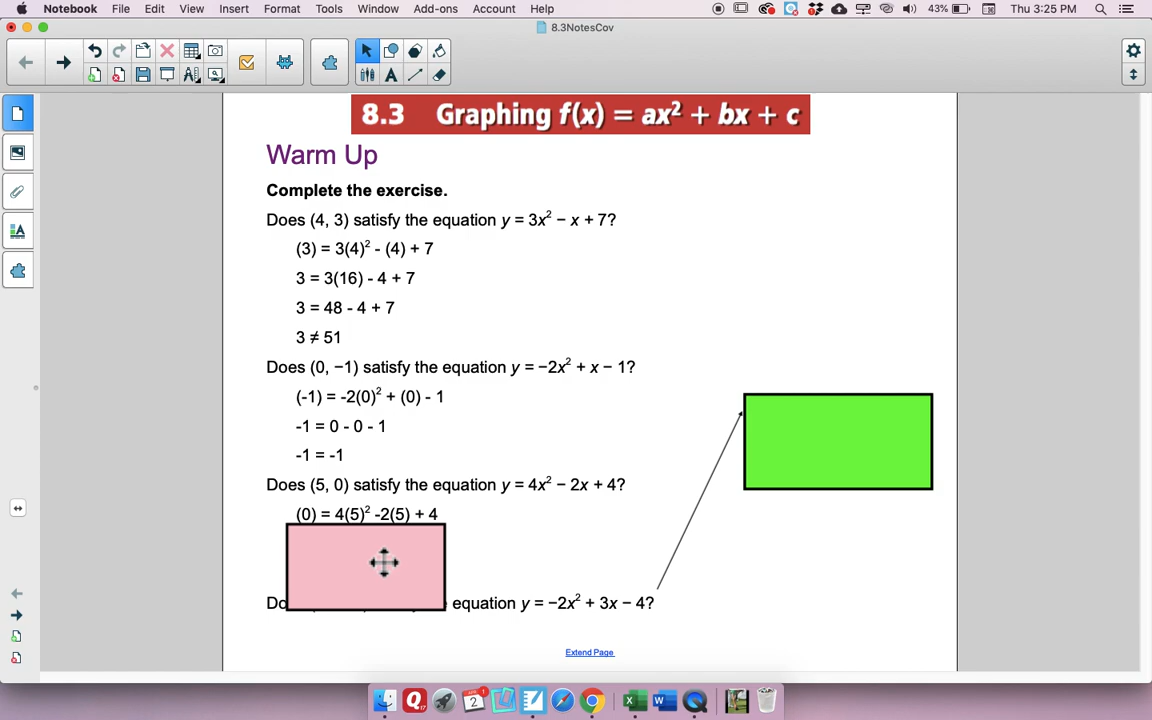 Notebook File Edit View Insert Format Tools Window Add-ons Account Help 43% Thu 3:25 PM
8.3NotesCov
8.3 Graphing f(x) = ax² + bx + c
Warm Up
Complete the exercise.
Does (4, 3) satisfy the equation y = 3x² − x + 7?
(3) = 3(4)² - (4) + 7
3 = 3(16) - 4 + 7
3 = 48 - 4 + 7
3 ≠ 51
Does (0, −1) satisfy the equation y = −2x² + x − 1?
(-1) = -2(0)² + (0) - 1
-1 = 0 - 0 - 1
-1 = -1
Does (5, 0) satisfy the equation y = 4x² − 2x + 4?
(0) = 4(5)² -2(5) + 4
equation y = −2x² + 3x − 4?
Extend Page